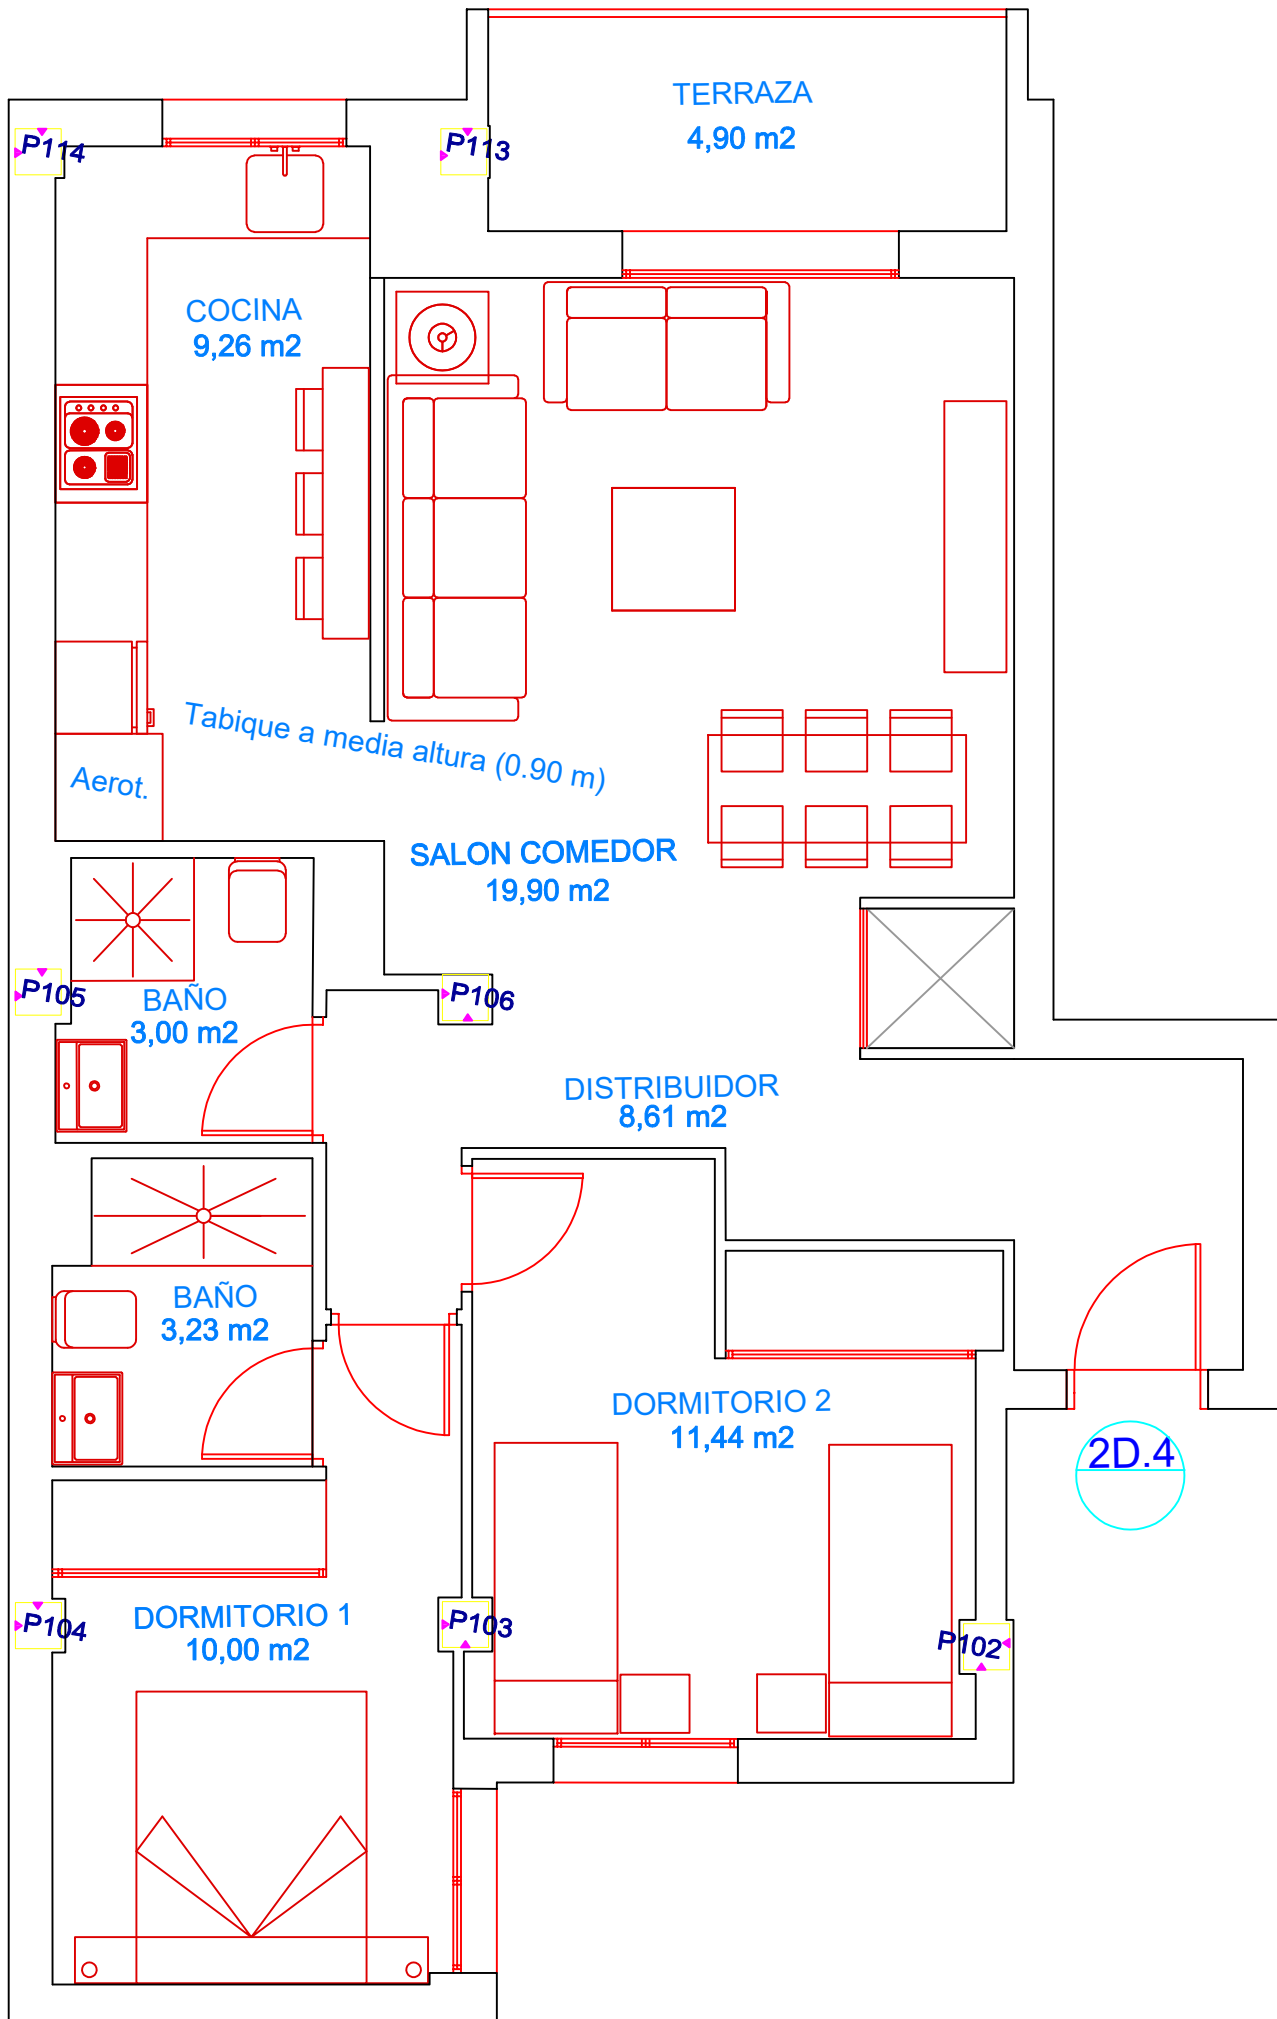 TERRAZA
4,90 m2
P114
P113
COCINA
9,26 m2
Tabique a media altura (0.90 m)
Aerot.
SALON COMEDOR
19,90 m2
P105
BAÑO
3,00 m2
P106
DISTRIBUIDOR
8,61 m2
BAÑO
3,23 m2
DORMITORIO 2
11,44 m2
2D.4
P104
DORMITORIO 1
10,00 m2
P103
P102